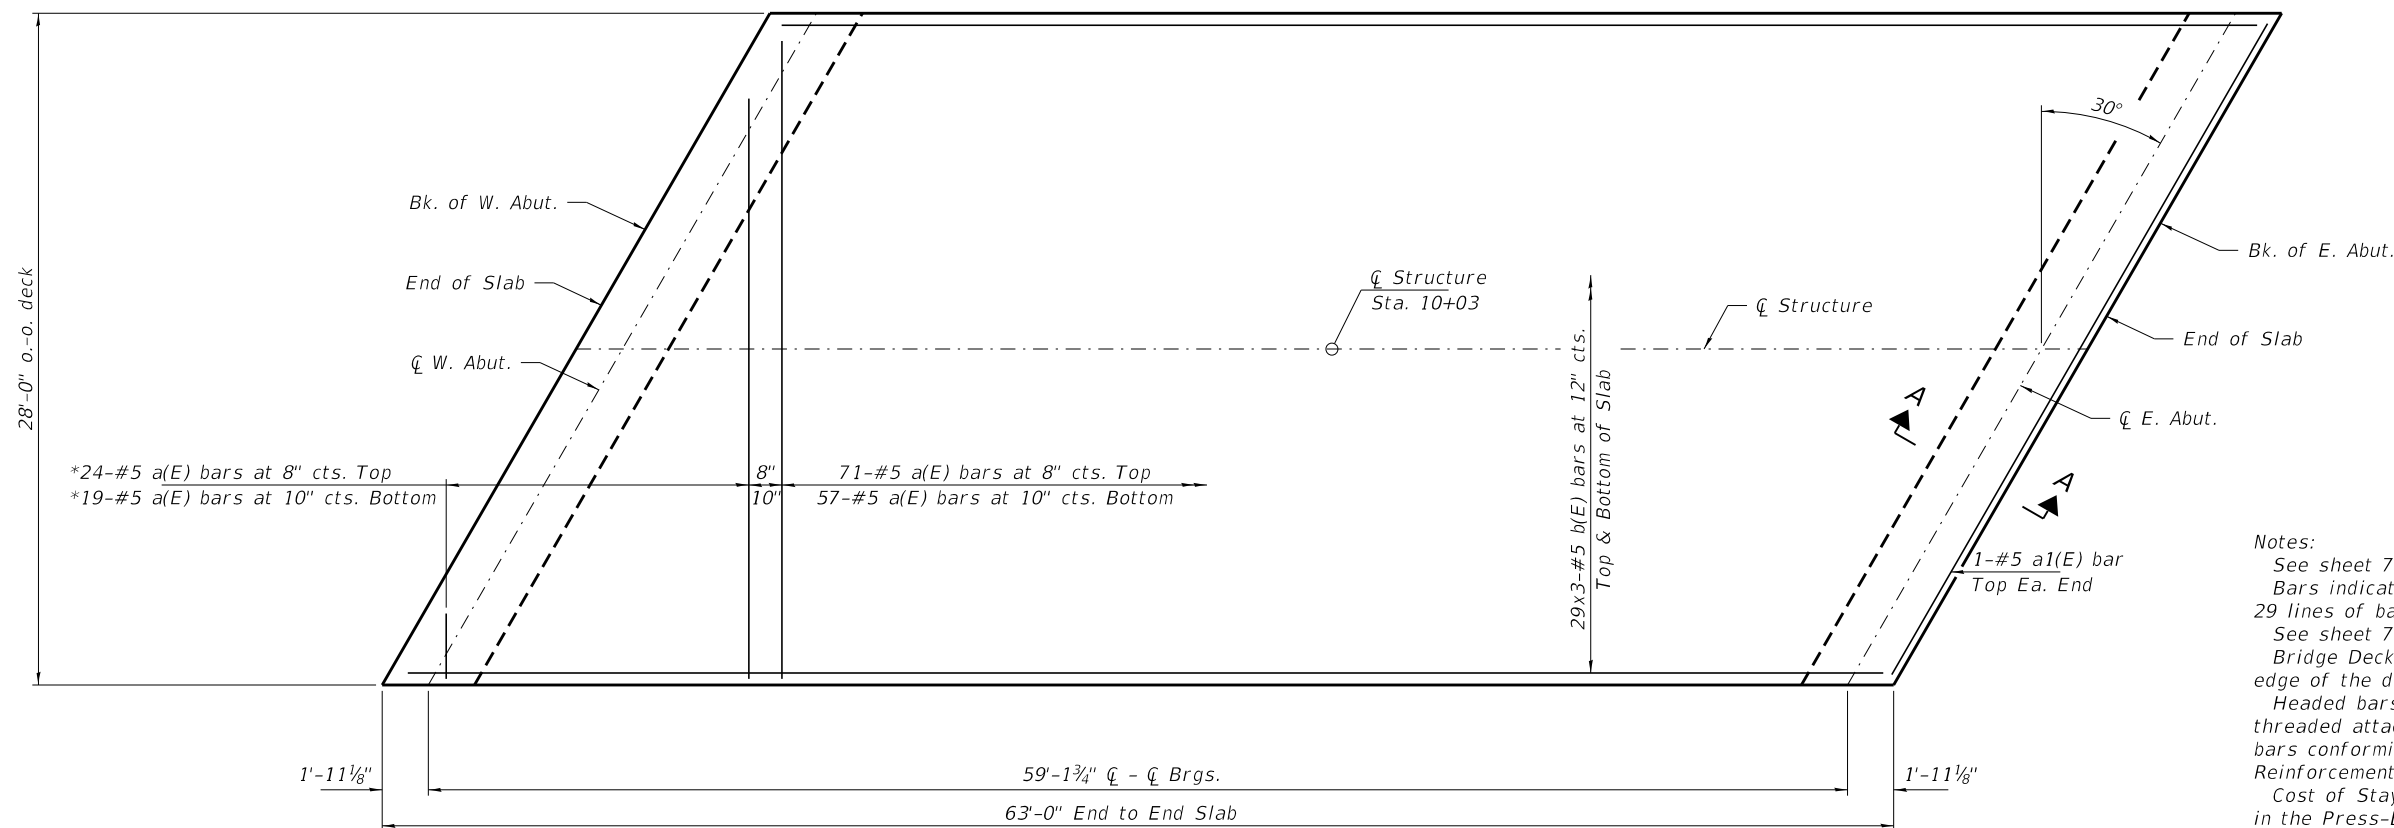 30°
Bk. of W. Abut.
Bk. of E. Abut.
End of Slab
℄ Structure
Sta. 10+03
℄ Structure
End of Slab
28'-0" o.-o. deck
℄ W. Abut.
29x3-#5 b(E) bars at 12" cts.
Top & Bottom of Slab
A
℄ E. Abut.
*24-#5 a(E) bars at 8" cts. Top
8"
71-#5 a(E) bars at 8" cts. Top
A
*19-#5 a(E) bars at 10" cts. Bottom
10"
57-#5 a(E) bars at 10" cts. Bottom
1-#5 a1(E) bar
Top Ea. End
Notes:
See sheet 7
Bars indicat
29 lines of ba
See sheet 7
Bridge Deck
edge of the d
Headed bars
threaded atta
bars conformi
Reinforcement
Cost of Stay
in the Press-
1'-11⅛"
59'-1¾" ℄ - ℄ Brgs.
1'-11⅛"
63'-0" End to End Slab